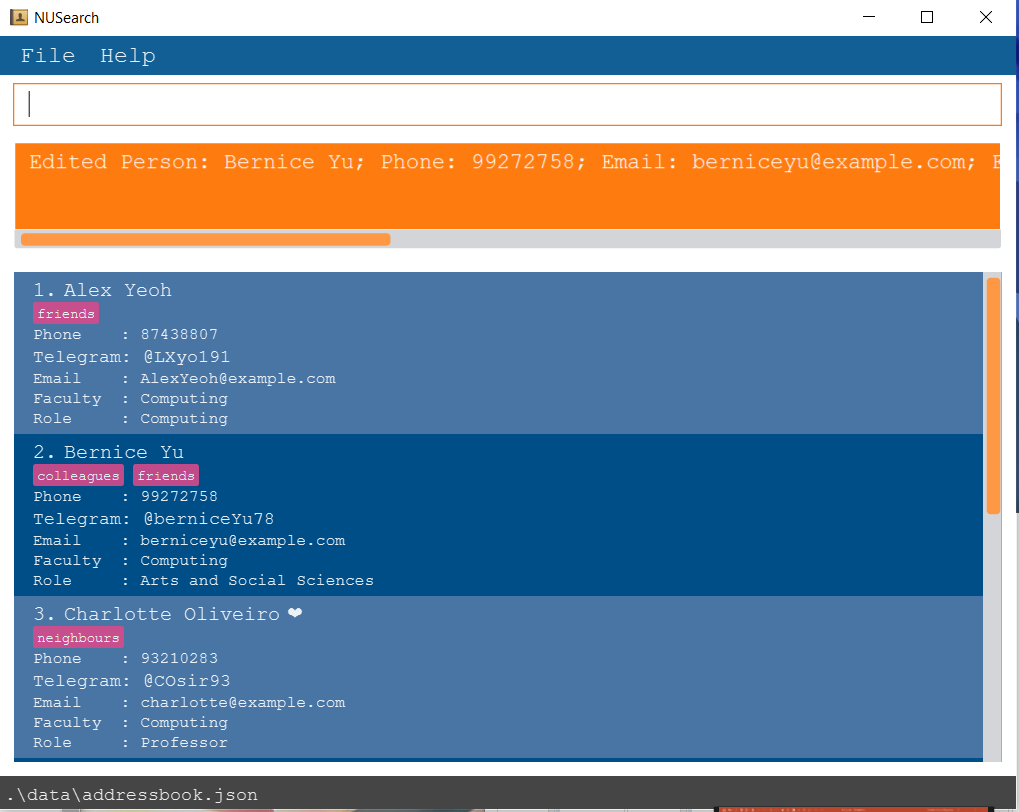 NUSearch
File Help
Edited Person: Bernice Yu; Phone: 99272758; Email: berniceyu@example.com;
1. Alex Yeoh
friends
Phone : 87438807
Telegram: @LXyo191
Email : AlexYeoh@example.com
Faculty : Computing
Role : Computing
2. Bernice Yu
colleagues friends
Phone : 99272758
Telegram: @berniceYu78
Email : berniceyu@example.com
Faculty : Computing
Role : Arts and Social Sciences
3. Charlotte Oliveiro ❤
neighbours
Phone : 93210283
Telegram: @COsir93
Email : charlotte@example.com
Faculty : Computing
Role : Professor
.\data\addressbook.json